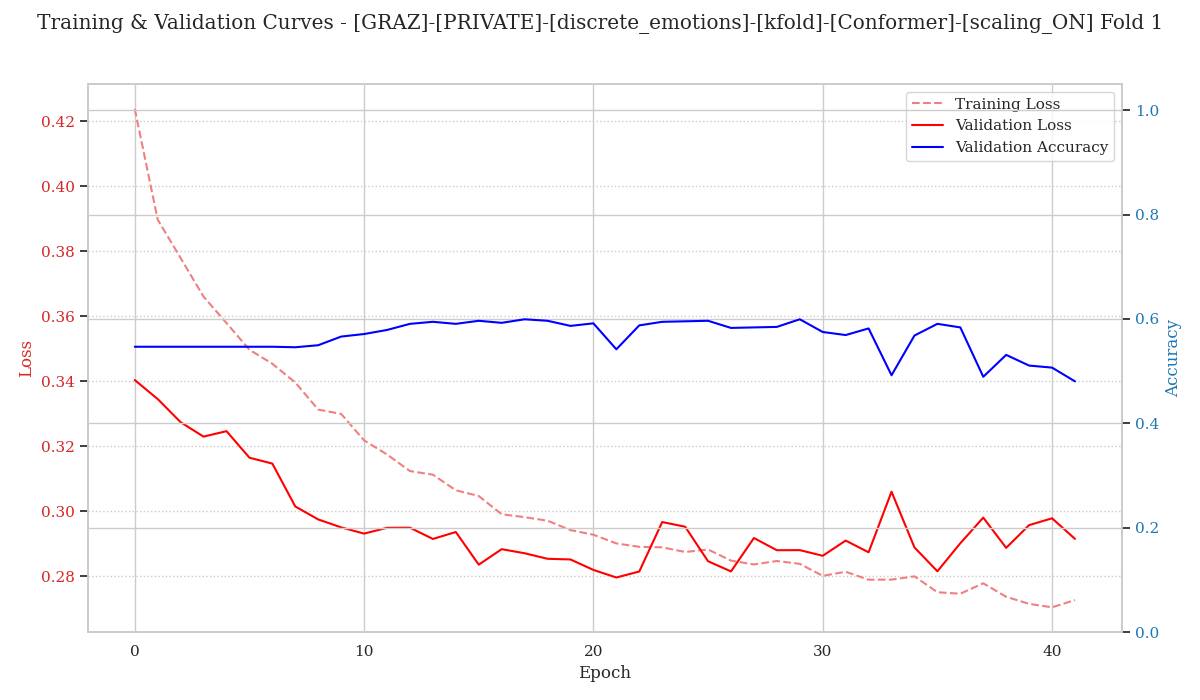 Training & Validation Curves - [GRAZ]-[PRIVATE]-[discrete_emotions]-[kfold]-[Conformer]-[scaling_ON] Fold 1
Training Loss
Validation Loss
Validation Accuracy
0.42
0.40
0.38
0.36
0.34
0.32
0.30
0.28
Loss
1.0
0.8
0.6
0.4
0.2
0.0
Accuracy
0
10
20
30
40
Epoch